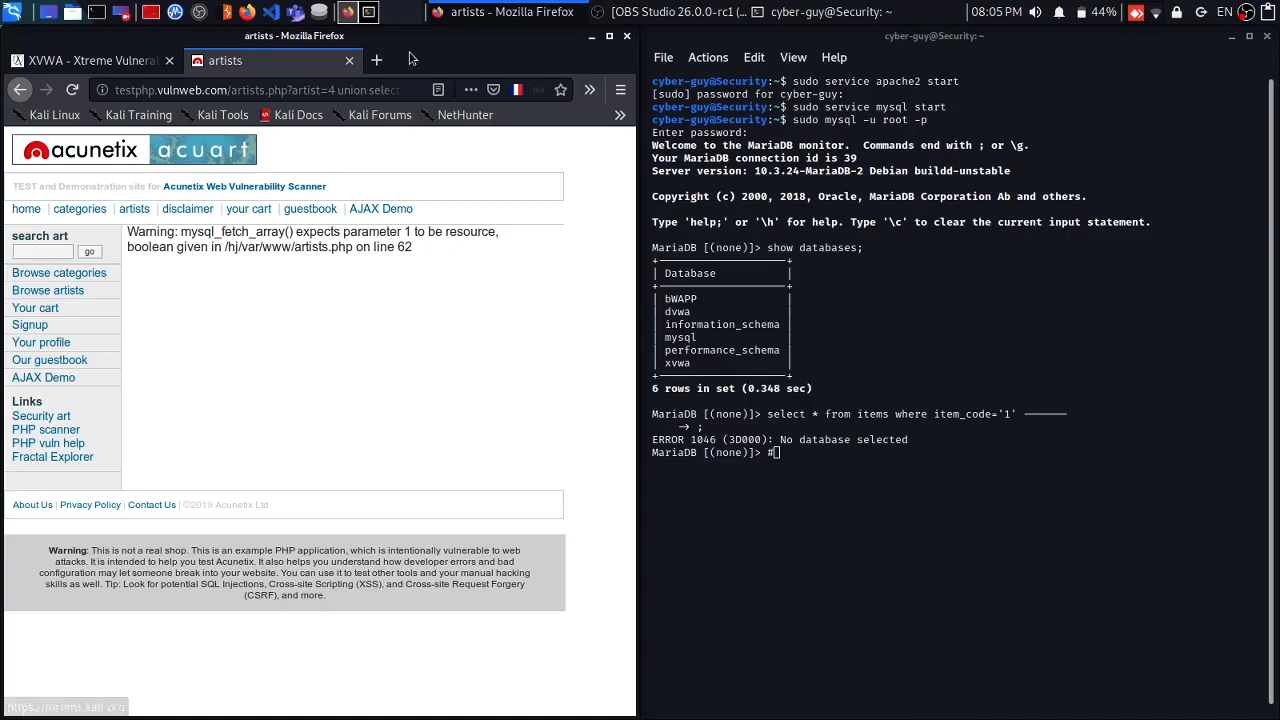 artists - Mozilla Firefox
[OBS Studio 26.0.0-rc1 (...
cyber-guy@Security: ~
08:05 PM
44%
EN
artists - Mozilla Firefox
XVWA - Xtreme Vulnera
artists
testphp.vulnweb.com/artists.php?artist=4 union select
Kali Linux
Kali Training
Kali Tools
Kali Docs
Kali Forums
NetHunter
acunetix acuart
TEST and Demonstration site for Acunetix Web Vulnerability Scanner
home | categories | artists | disclaimer | your cart | guestbook | AJAX Demo
search art
go
Browse categories
Browse artists
Your cart
Signup
Your profile
Our guestbook
AJAX Demo
Links
Security art
PHP scanner
PHP vuln help
Fractal Explorer
Warning: mysql_fetch_array() expects parameter 1 to be resource,
boolean given in /hj/var/www/artists.php on line 62
About Us | Privacy Policy | Contact Us | ©2019 Acunetix Ltd
Warning: This is not a real shop. This is an example PHP application, which is intentionally vulnerable to web
attacks. It is intended to help you test Acunetix. It also helps you understand how developer errors and bad
configuration may let someone break into your website. You can use it to test other tools and your manual hacking
skills as well. Tip: Look for potential SQL Injections, Cross-site Scripting (XSS), and Cross-site Request Forgery
(CSRF), and more.
https://forums.kali.org
cyber-guy@Security: ~
File Actions Edit View Help
cyber-guy@Security:~$ sudo service apache2 start
[sudo] password for cyber-guy:
cyber-guy@Security:~$ sudo service mysql start
cyber-guy@Security:~$ sudo mysql -u root -p
Enter password:
Welcome to the MariaDB monitor.  Commands end with ; or \g.
Your MariaDB connection id is 39
Server version: 10.3.24-MariaDB-2 Debian buildd-unstable
Copyright (c) 2000, 2018, Oracle, MariaDB Corporation Ab and others.
Type 'help;' or '\h' for help. Type '\c' to clear the current input statement.
MariaDB [(none)]> show databases;
+--------------------+
| Database           |
+--------------------+
| bWAPP              |
| dvwa               |
| information_schema |
| mysql              |
| performance_schema |
| xvwa               |
+--------------------+
6 rows in set (0.348 sec)
MariaDB [(none)]> select * from items where item_code='1' ------
    -> ;
ERROR 1046 (3D000): No database selected
MariaDB [(none)]> #